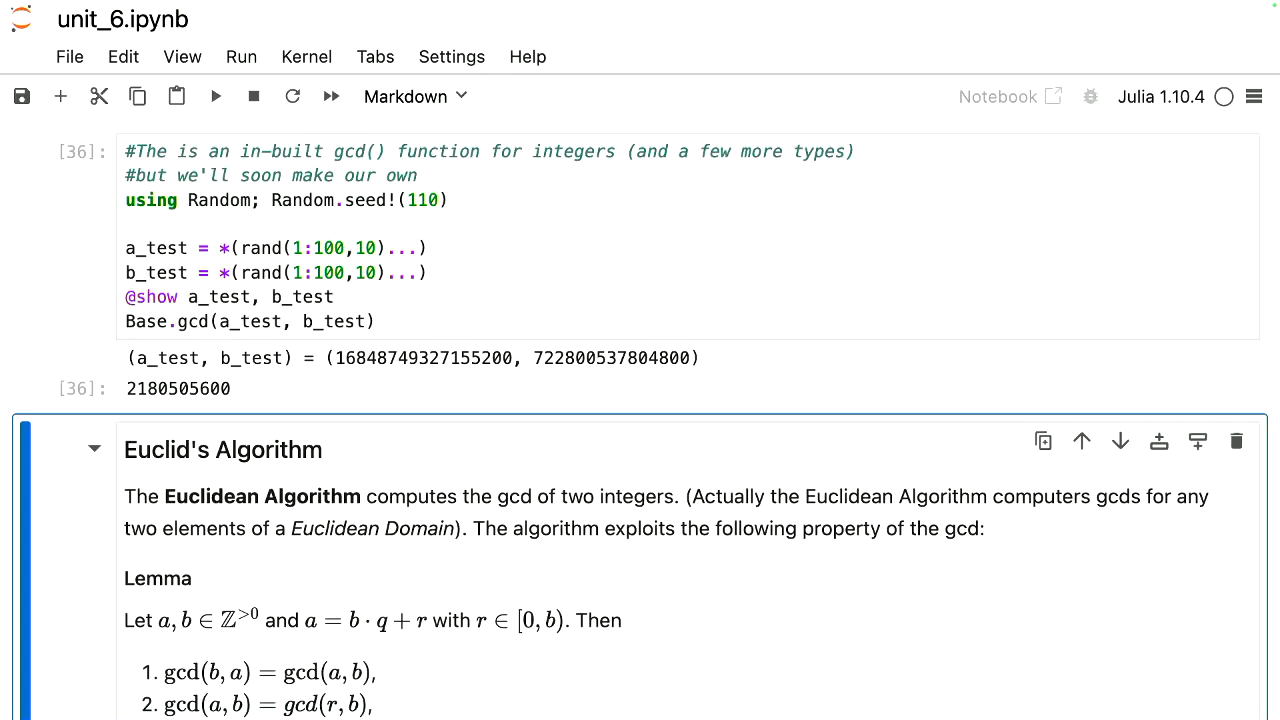 unit_6.ipynb
File Edit View Run Kernel Tabs Settings Help
Markdown Notebook Julia 1.10.4
[36]: #The is an in-built gcd() function for integers (and a few more types)
#but we'll soon make our own
using Random; Random.seed!(110)
a_test = *(rand(1:100,10)...)
b_test = *(rand(1:100,10)...)
@show a_test, b_test
Base.gcd(a_test, b_test)
(a_test, b_test) = (16848749327155200, 722800537804800)
[36]: 2180505600
Euclid's Algorithm
The Euclidean Algorithm computes the gcd of two integers. (Actually the Euclidean Algorithm computers gcds for any
two elements of a Euclidean Domain). The algorithm exploits the following property of the gcd:
Lemma
Let a, b ∈ ℤ^{>0} and a = b · q + r with r ∈ [0, b). Then
1. gcd(b, a) = gcd(a, b),
2. gcd(a, b) = gcd(r, b),